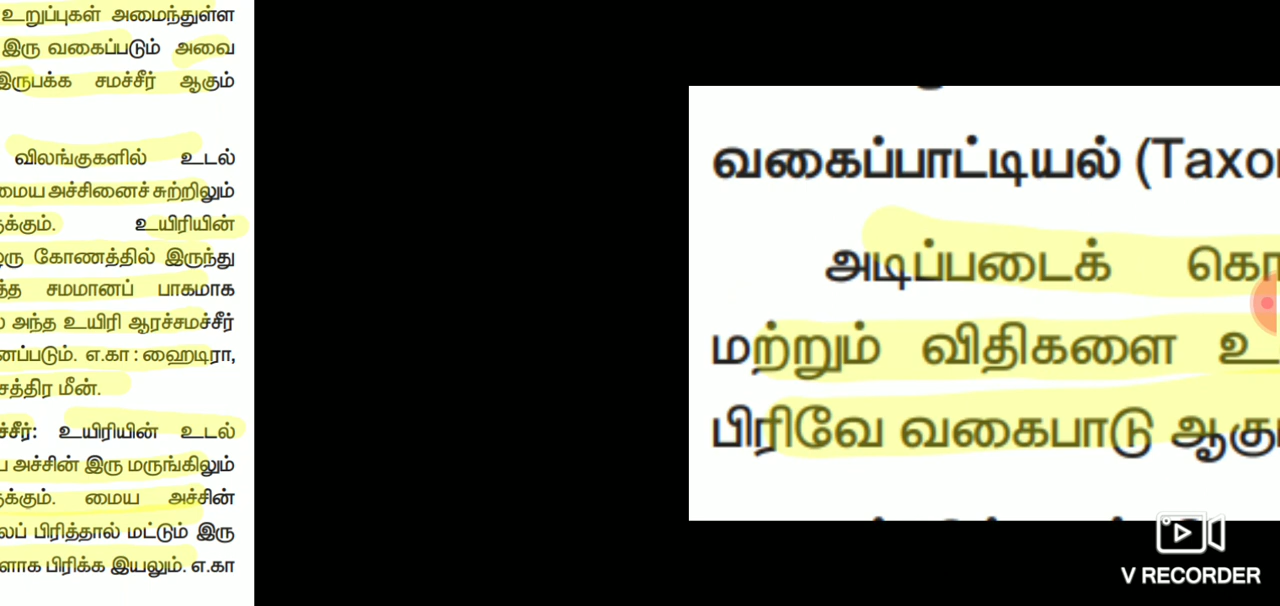 உறுப்புகள் அமைந்துள்ள
இரு வகைப்படும் அவை
இருபக்க சமச்சீர் ஆகும்
விலங்குகளில் உடல்
மைய அச்சினைச் சுற்றிலும்
உயிரியின்
ஒரு கோணத்தில் இருந்து
சமமானப் பாகமாக
அந்த உயிரி ஆரச்சமச்சீர்
எ.கா : ஹைடிரா,
மீன்.
உயிரியின் உடல்
அச்சின் இரு மருங்கிலும்
மைய அச்சின்
பிரித்தால் மட்டும் இரு
பிரிக்க இயலும். எ.கா
வகைப்பாட்டியல் (Taxo
அடிப்படைக் கொ
மற்றும் விதிகளை உ
பிரிவே வகைபாடு ஆகு
V RECORDER